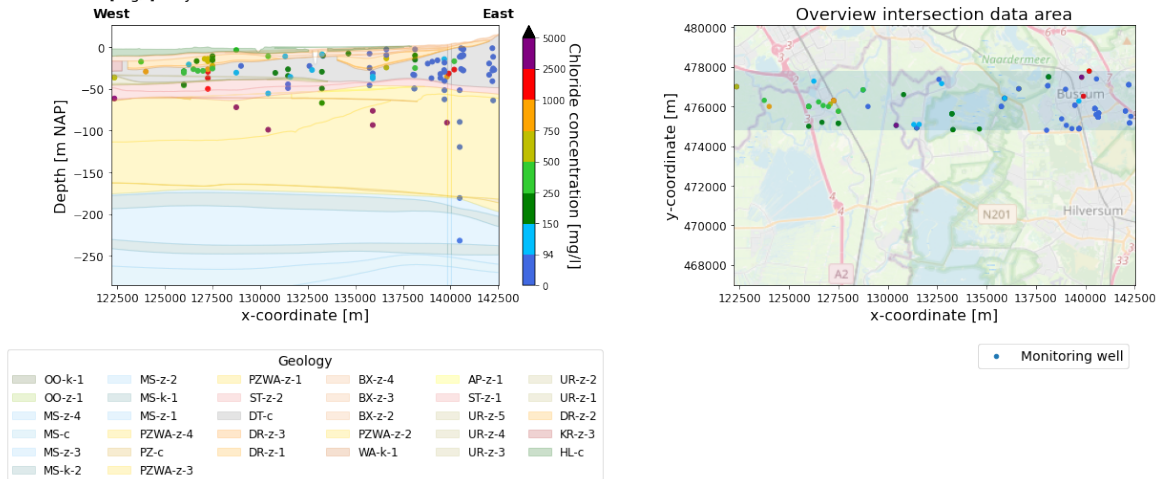 West
East
0
−50
−100
−150
−200
−250
Depth [m NAP]
122500 125000 127500 130000 132500 135000 137500 140000 142500
x-coordinate [m]
5000
2500
1000
750
500
250
150
94
0
Chloride concentration [mg/l]
Overview intersection data area
480000
478000
476000
474000
472000
470000
468000
y-coordinate [m]
Naardermeer
Bussum
N201
Hilversum
A2
122500 125000 127500 130000 132500 135000 137500 140000 142500
x-coordinate [m]
Monitoring well
Geology
OO-k-1 MS-z-2 PZWA-z-1 BX-z-4 AP-z-1 UR-z-2
OO-z-1 MS-k-1 ST-z-2 BX-z-3 ST-z-1 UR-z-1
MS-z-4 MS-z-1 DT-c BX-z-2 UR-z-5 DR-z-2
MS-c PZWA-z-4 DR-z-3 PZWA-z-2 UR-z-4 KR-z-3
MS-z-3 PZ-c DR-z-1 WA-k-1 UR-z-3 HL-c
MS-k-2 PZWA-z-3